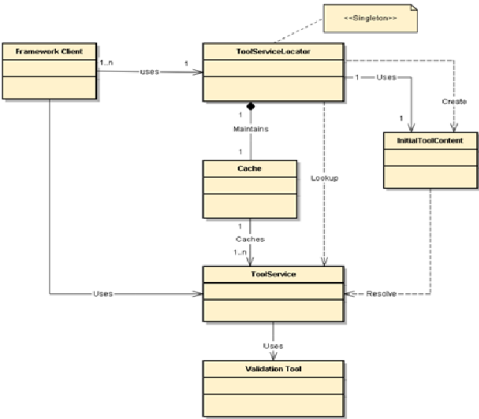 <<Singleton>>
Framework Client
ToolServiceLocator
1..n
uses
1
1
Uses
1
Create
InitialToolContent
1
Maintains
1
Cache
Lookup
1
Caches
1..n
ToolService
Uses
Resolve
Uses
Validation Tool